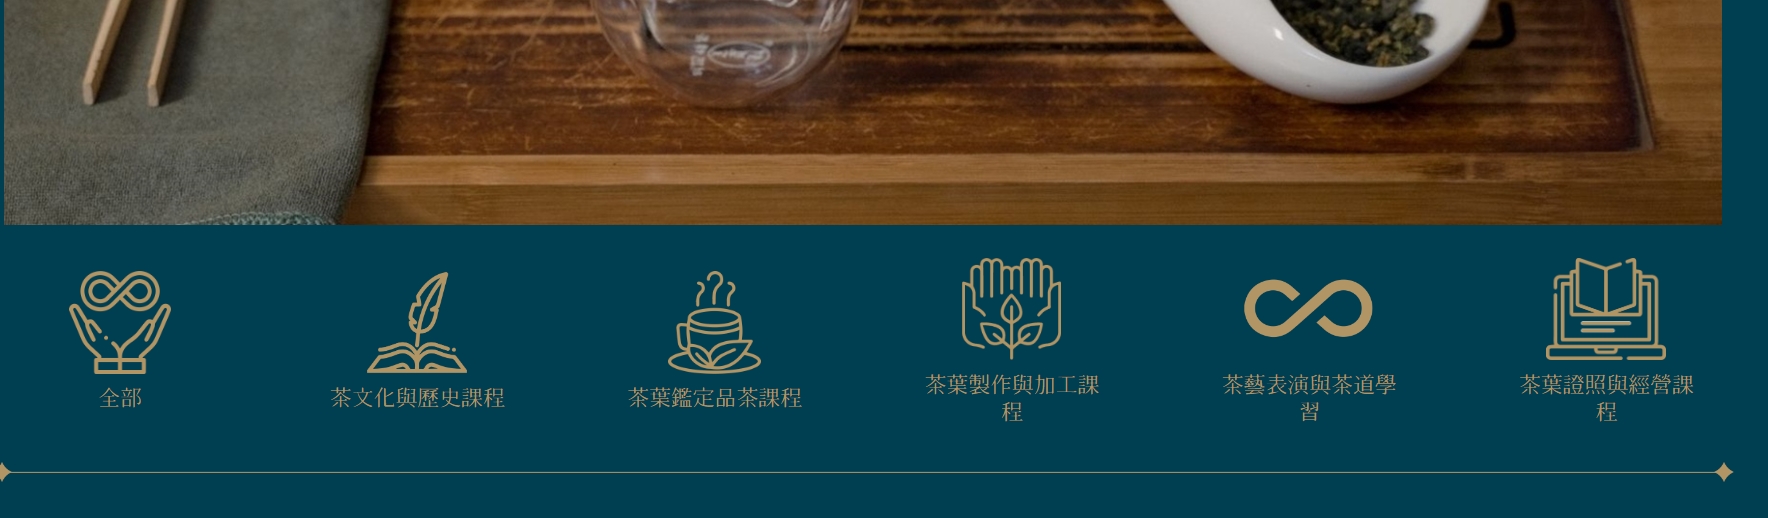 全部
茶文化與歷史課程
茶葉鑑定品茶課程
茶葉製作與加工課
程
茶藝表演與茶道學
習
茶葉證照與經營課
程